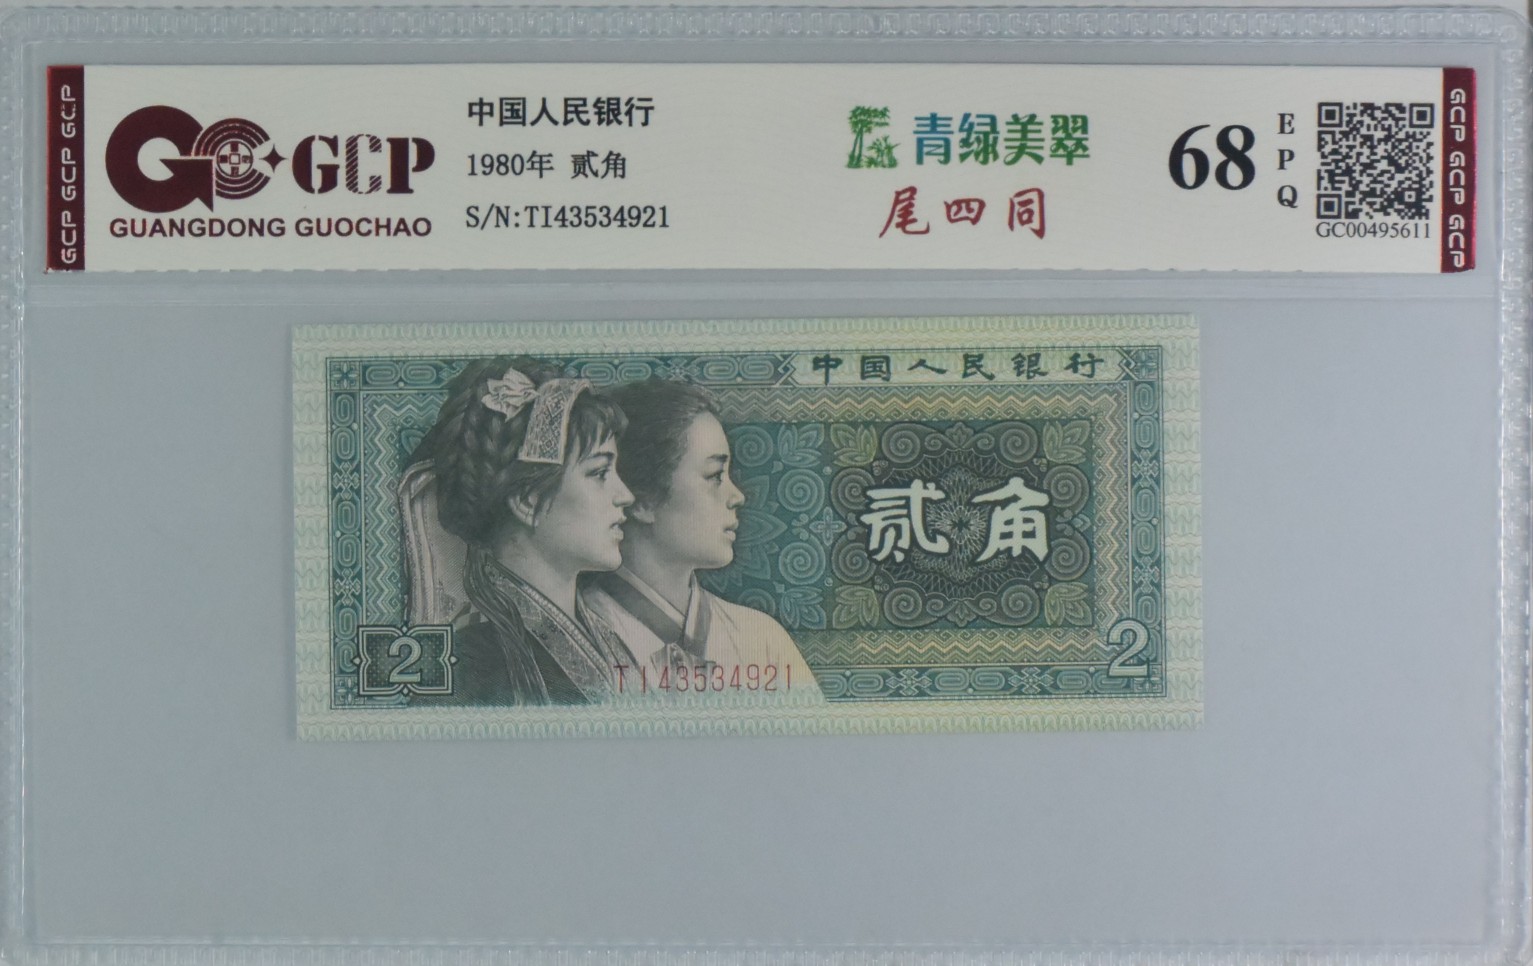 GCP GCP GCP
GCP
GUANGDONG GUOCHAO
中国人民银行
1980年 贰角
S/N:TI43534921
青绿美翠
尾四同
68
E
P
Q
GC00495611
GCP GCP GCP
中国人民银行
贰角
2
TI43534921
2